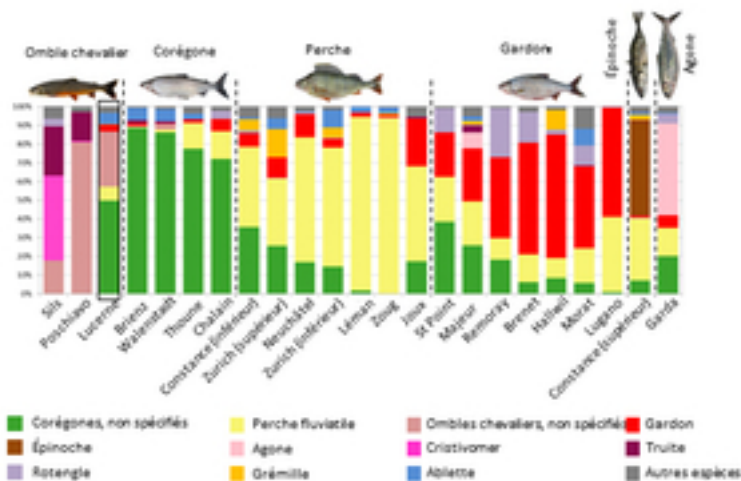 Omble chevalier
Corégone
Perche
Gardon
Épinoche
Agone
100%
90%
80%
70%
60%
50%
40%
30%
20%
10%
0%
Sils
Poschiavo
Lucerne
Brienz
Walenstadt
Thoune
Chalain
Constance (inférieur)
Zurich (supérieur)
Neuchâtel
Zurich (inférieur)
Léman
Zoug
Joux
St Point
Majeur
Remoray
Brenet
Hallwil
Morat
Lugano
Constance (supérieur)
Garda
Corégones, non spécifiés
Perche fluviatile
Ombles chevaliers, non spécifiés
Gardon
Épinoche
Agone
Cristivomer
Truite
Rotengle
Grémille
Ablette
Autres espèces